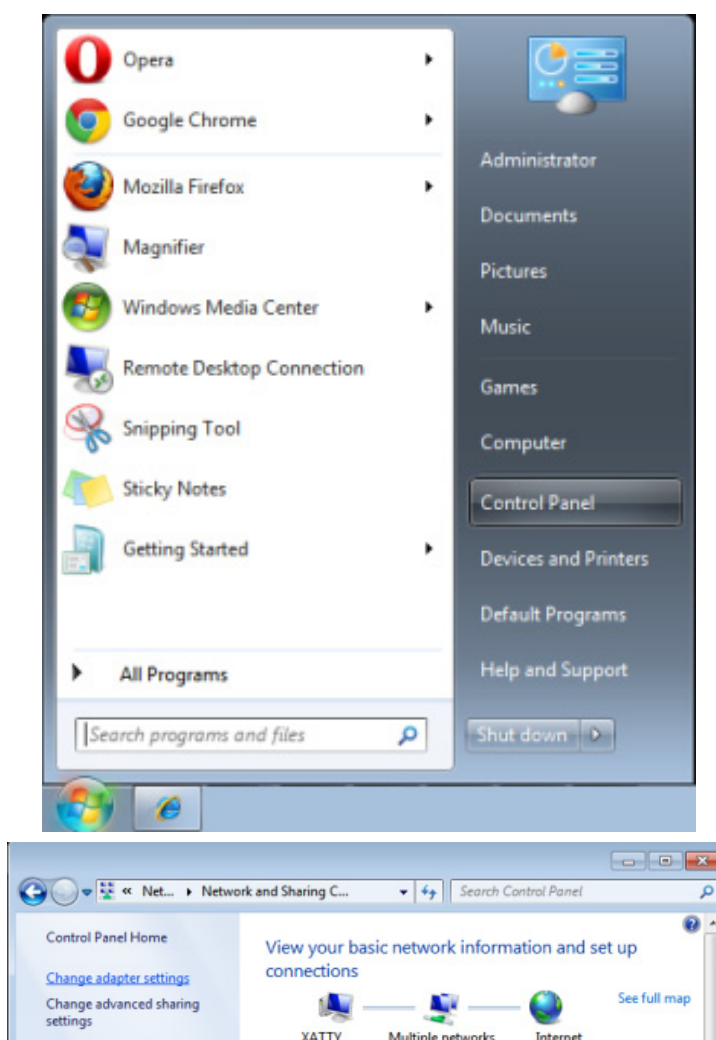 Opera
Google Chrome
Mozilla Firefox
Magnifier
Windows Media Center
Remote Desktop Connection
Snipping Tool
Sticky Notes
Getting Started
All Programs
Search programs and files
Administrator
Documents
Pictures
Music
Games
Computer
Control Panel
Devices and Printers
Default Programs
Help and Support
Shut down
« Net... Network and Sharing C...
Search Control Panel
Control Panel Home
Change adapter settings
Change advanced sharing
settings
View your basic network information and set up
connections
See full map
XATTY Multiple networks Internet